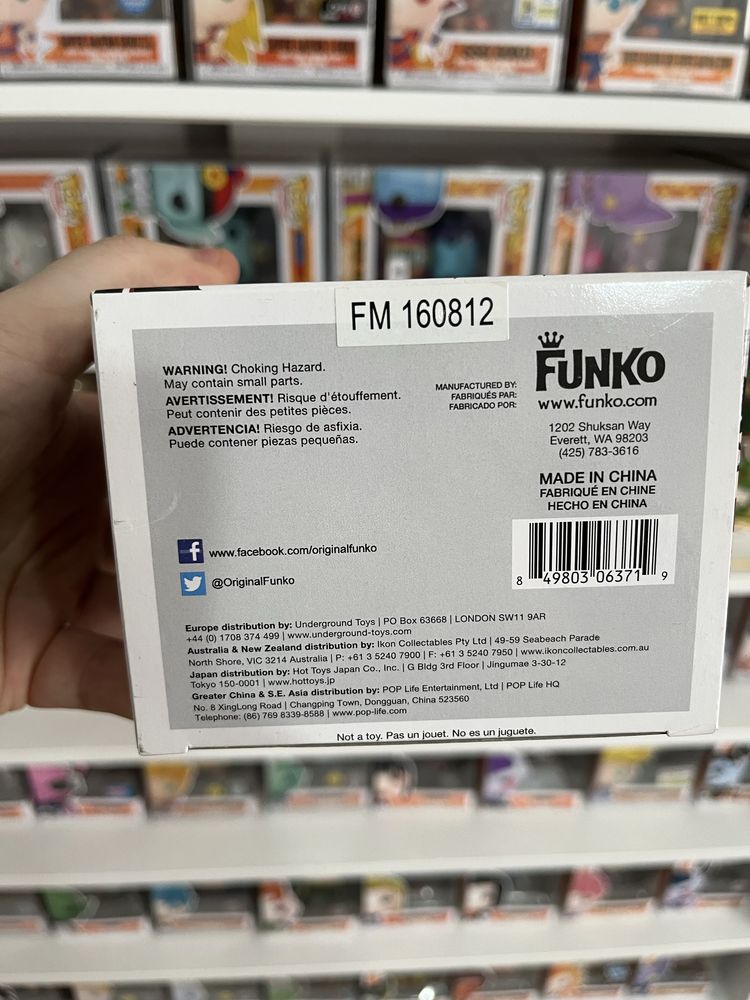 FM 160812
WARNING! Choking Hazard.
May contain small parts.
AVERTISSEMENT! Risque d'étouffement.
Peut contenir des petites pièces.
ADVERTENCIA! Riesgo de asfixia.
Puede contener piezas pequeñas.
MANUFACTURED BY:
FABRIQUÉS PAR:
FABRICADO POR:
FUNKO
www.funko.com
1202 Shuksan Way
Everett, WA 98203
(425) 783-3616
MADE IN CHINA
FABRIQUÉ EN CHINE
HECHO EN CHINA
8 49803 06371 9
f www.facebook.com/originalfunko
@OriginalFunko
Europe distribution by: Underground Toys | PO Box 63668 | LONDON SW11 9AR
+44 (0) 1708 374 499 | www.underground-toys.com
Australia & New Zealand distribution by: Ikon Collectables Pty Ltd | 49-59 Seabeach Parade
North Shore, VIC 3214 Australia | P: +61 3 5240 7900 | F: +61 3 5240 7950 | www.ikoncollectables.com.au
Japan distribution by: Hot Toys Japan Co., Inc. | G Bldg 3rd Floor | Jingumae 3-30-12
Tokyo 150-0001 | www.hottoys.jp
Greater China & S.E. Asia distribution by: POP Life Entertainment, Ltd | POP Life HQ
No. 8 XingLong Road | Changping Town, Dongguan, China 523560
Telephone: (86) 769 8339-8588 | www.pop-life.com
Not a toy. Pas un jouet. No es un juguete.